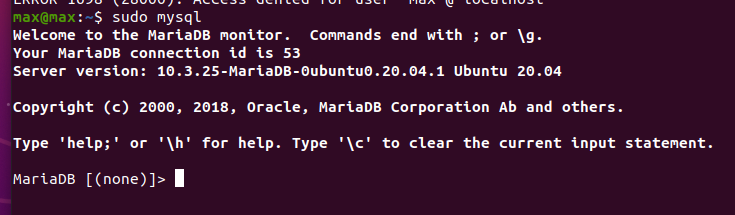 ERROR 1698 (28000): Access denied for user 'max'@'localhost'
max@max:~$ sudo mysql
Welcome to the MariaDB monitor.  Commands end with ; or \g.
Your MariaDB connection id is 53
Server version: 10.3.25-MariaDB-0ubuntu0.20.04.1 Ubuntu 20.04
Copyright (c) 2000, 2018, Oracle, MariaDB Corporation Ab and others.
Type 'help;' or '\h' for help. Type '\c' to clear the current input statement.
MariaDB [(none)]>